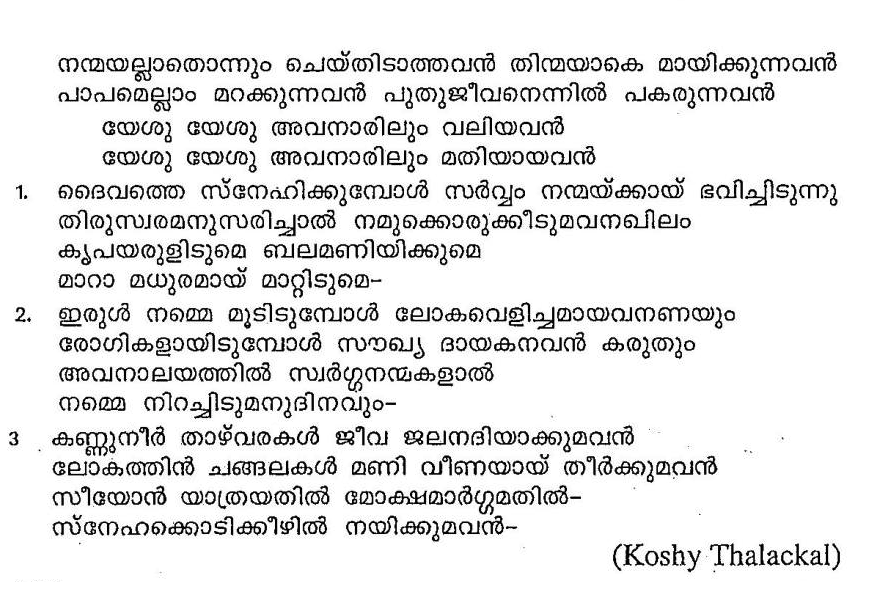 നന്മയല്ലാതൊന്നും ചെയ്തിടാത്തവൻ തിന്മയാകെ മായിക്കുന്നവൻ
പാപമെല്ലാം മറക്കുന്നവൻ പുതുജീവനെന്നിൽ പകരുന്നവൻ
യേശു യേശു അവനാരിലും വലിയവൻ
യേശു യേശു അവനാരിലും മതിയായവൻ
1. ദൈവത്തെ സ്നേഹിക്കുമ്പോൾ സർവ്വം നന്മയ്ക്കായ് ഭവിച്ചിടുന്നു
തിരുസ്വരമനുസരിച്ചാൽ നമുക്കൊരുക്കീടുമവനഖിലം
കൃപയരുളിടുമെ ബലമണിയിക്കുമെ
മാറാ മധുരമായ് മാറ്റിടുമെ-
2. ഇരുൾ നമ്മെ മൂടിടുമ്പോൾ ലോകവെളിച്ചമായവനണയും
രോഗികളായിടുമ്പോൾ സൗഖ്യ ദായകനവൻ കരുതും
അവനാലയത്തിൽ സ്വർഗ്ഗനന്മകളാൽ
നമ്മെ നിറച്ചിടുമനുദിനവും-
3 കണ്ണുനീർ താഴ്‌വരകൾ ജീവ ജലനദിയാക്കുമവൻ
ലോകത്തിൻ ചങ്ങലകൾ മണി വീണയായ് തീർക്കുമവൻ
സീയോൻ യാത്രയതിൽ മോക്ഷമാർഗ്ഗമതിൽ-
സ്നേഹക്കൊടിക്കീഴിൽ നയിക്കുമവൻ-
(Koshy Thalackal)